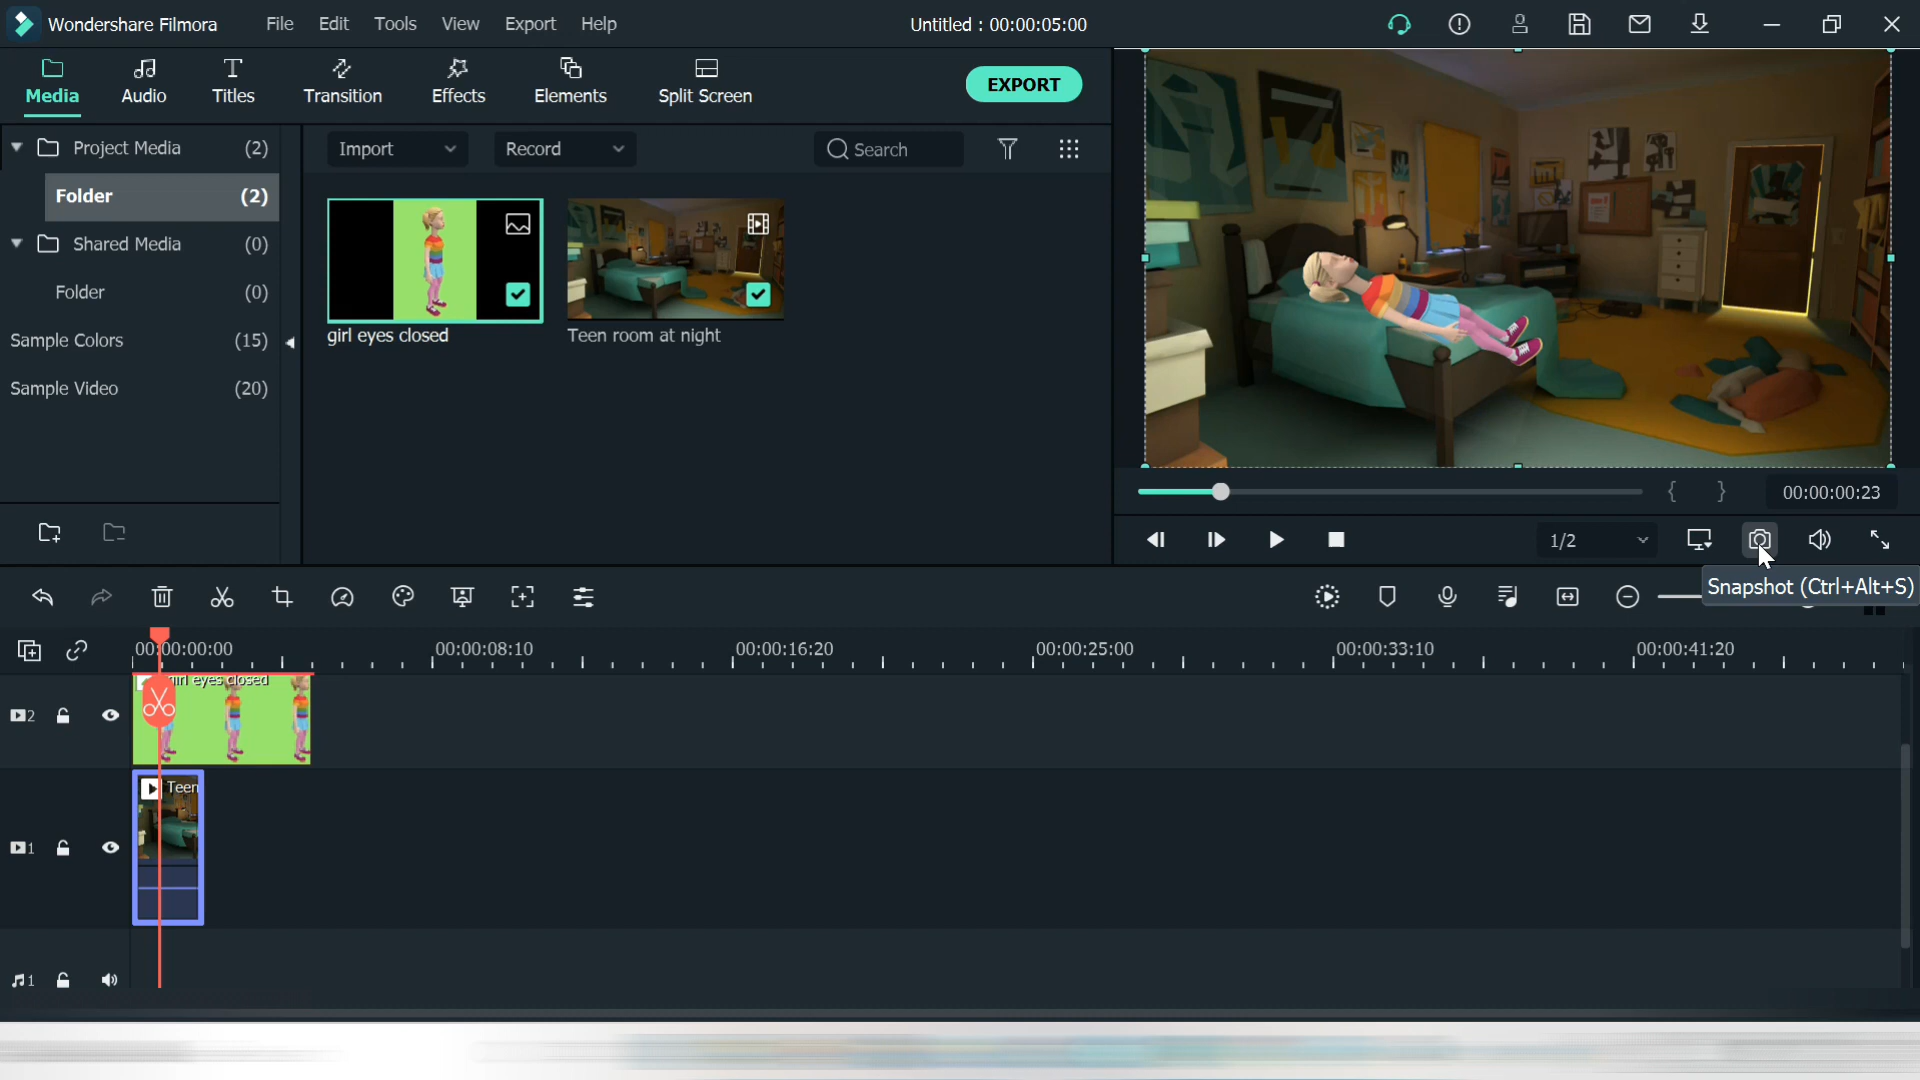 Wondershare Filmora File Edit Tools View Export Help Untitled : 00:00:05:00
Media Audio Titles Transition Effects Elements Split Screen EXPORT
Project Media (2)
Folder (2)
Shared Media (0)
Folder (0)
Sample Colors (15)
Sample Video (20)
Import Record Search
girl eyes closed Teen room at night
00:00:00:23
1/2
Snapshot (Ctrl+Alt+S)
00:00:00:00 00:00:08:10 00:00:16:20 00:00:25:00 00:00:33:10 00:00:41:20
girl eyes closed
2
Teen
1
1